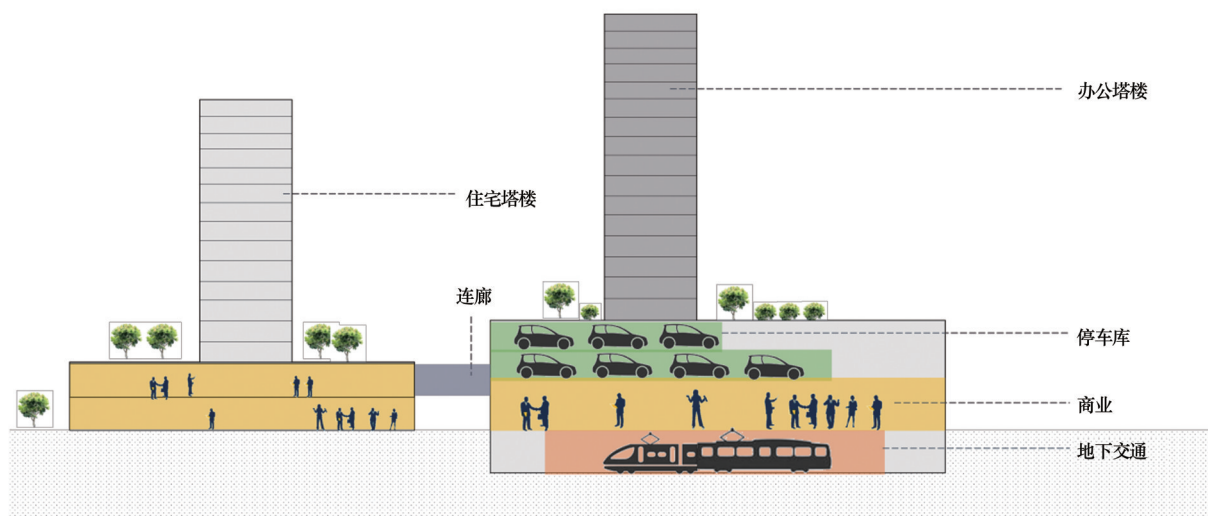 办公塔楼
住宅塔楼
连廊
停车库
商业
地下交通